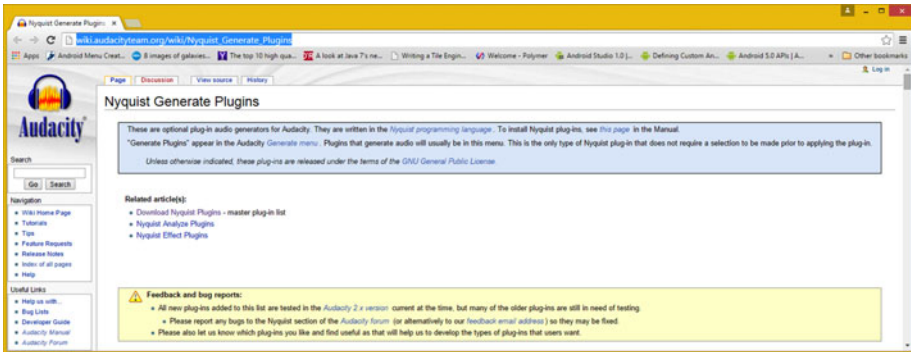 Nyquist Generate Plugins
wiki.audacityteam.org/wiki/Nyquist_Generate_Plugins
Apps Android Menu Creat... 8 images of galaxies... The top 10 high qua... A look at Java 7's ne... Writing a Tile Engin... Welcome - Polymer Android Studio 1.0 |... Defining Custom An... Android 5.0 APIs | A... » Other bookmarks
Log in
Page Discussion View source History
Nyquist Generate Plugins
Audacity
These are optional plug-in audio generators for Audacity. They are written in the Nyquist programming language . To install Nyquist plug-ins, see this page in the Manual.
"Generate Plugins" appear in the Audacity Generate menu . Plugins that generate audio will usually be in this menu. This is the only type of Nyquist plug-in that does not require a selection to be made prior to applying the plug-in.
Unless otherwise indicated, these plug-ins are released under the terms of the GNU General Public License.
Search
Go Search
Navigation
Wiki Home Page
Tutorials
Tips
Feature Requests
Release Notes
Index of all pages
Help
Useful Links
Help us with...
Bug Lists
Developer Guide
Audacity Manual
Audacity Forum
Related article(s):
Download Nyquist Plugins - master plug-in list
Nyquist Analyze Plugins
Nyquist Effect Plugins
Feedback and bug reports:
All new plug-ins added to this list are tested in the Audacity 2.x version current at the time, but many of the older plug-ins are still in need of testing.
Please report any bugs to the Nyquist section of the Audacity forum (or alternatively to our feedback email address) so they may be fixed.
Please also let us know which plug-ins you like and find useful as that will help us to develop the types of plug-ins that users want.